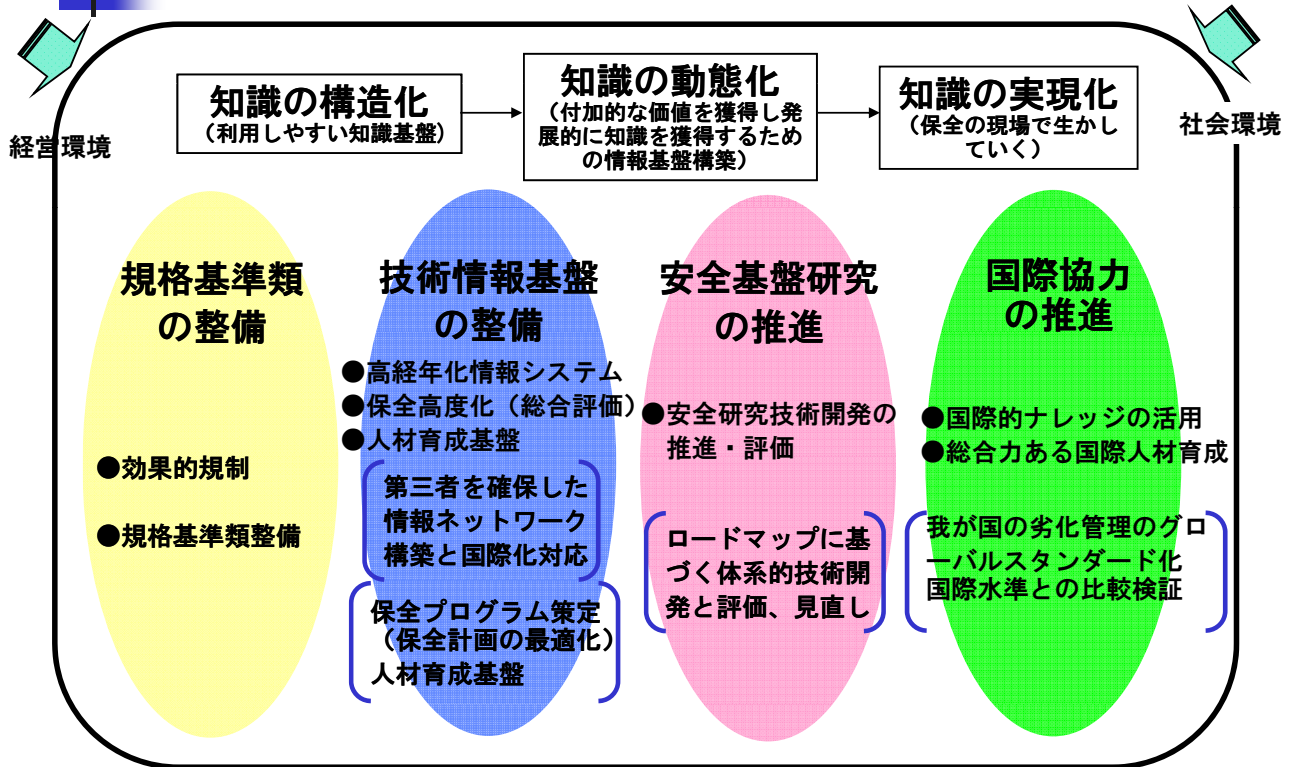 経営環境
知識の構造化
（利用しやすい知識基盤）
知識の動態化
（付加的な価値を獲得し発
展的に知識を獲得するため
の情報基盤構築）
知識の実現化
（保全の現場で生かし
ていく）
社会環境
規格基準類
の整備
●効果的規制
●規格基準類整備
技術情報基盤
の整備
●高経年化情報システム
●保全高度化（総合評価）
●人材育成基盤
第三者を確保した
情報ネットワーク
構築と国際化対応
保全プログラム策定
（保全計画の最適化）
人材育成基盤
安全基盤研究
の推進
●安全研究技術開発の
推進・評価
ロードマップに基
づく体系的技術開
発と評価、見直し
国際協力
の推進
●国際的ナレッジの活用
●総合力ある国際人材育成
我が国の劣化管理のグロ
ーバルスタンダード化
国際水準との比較検証